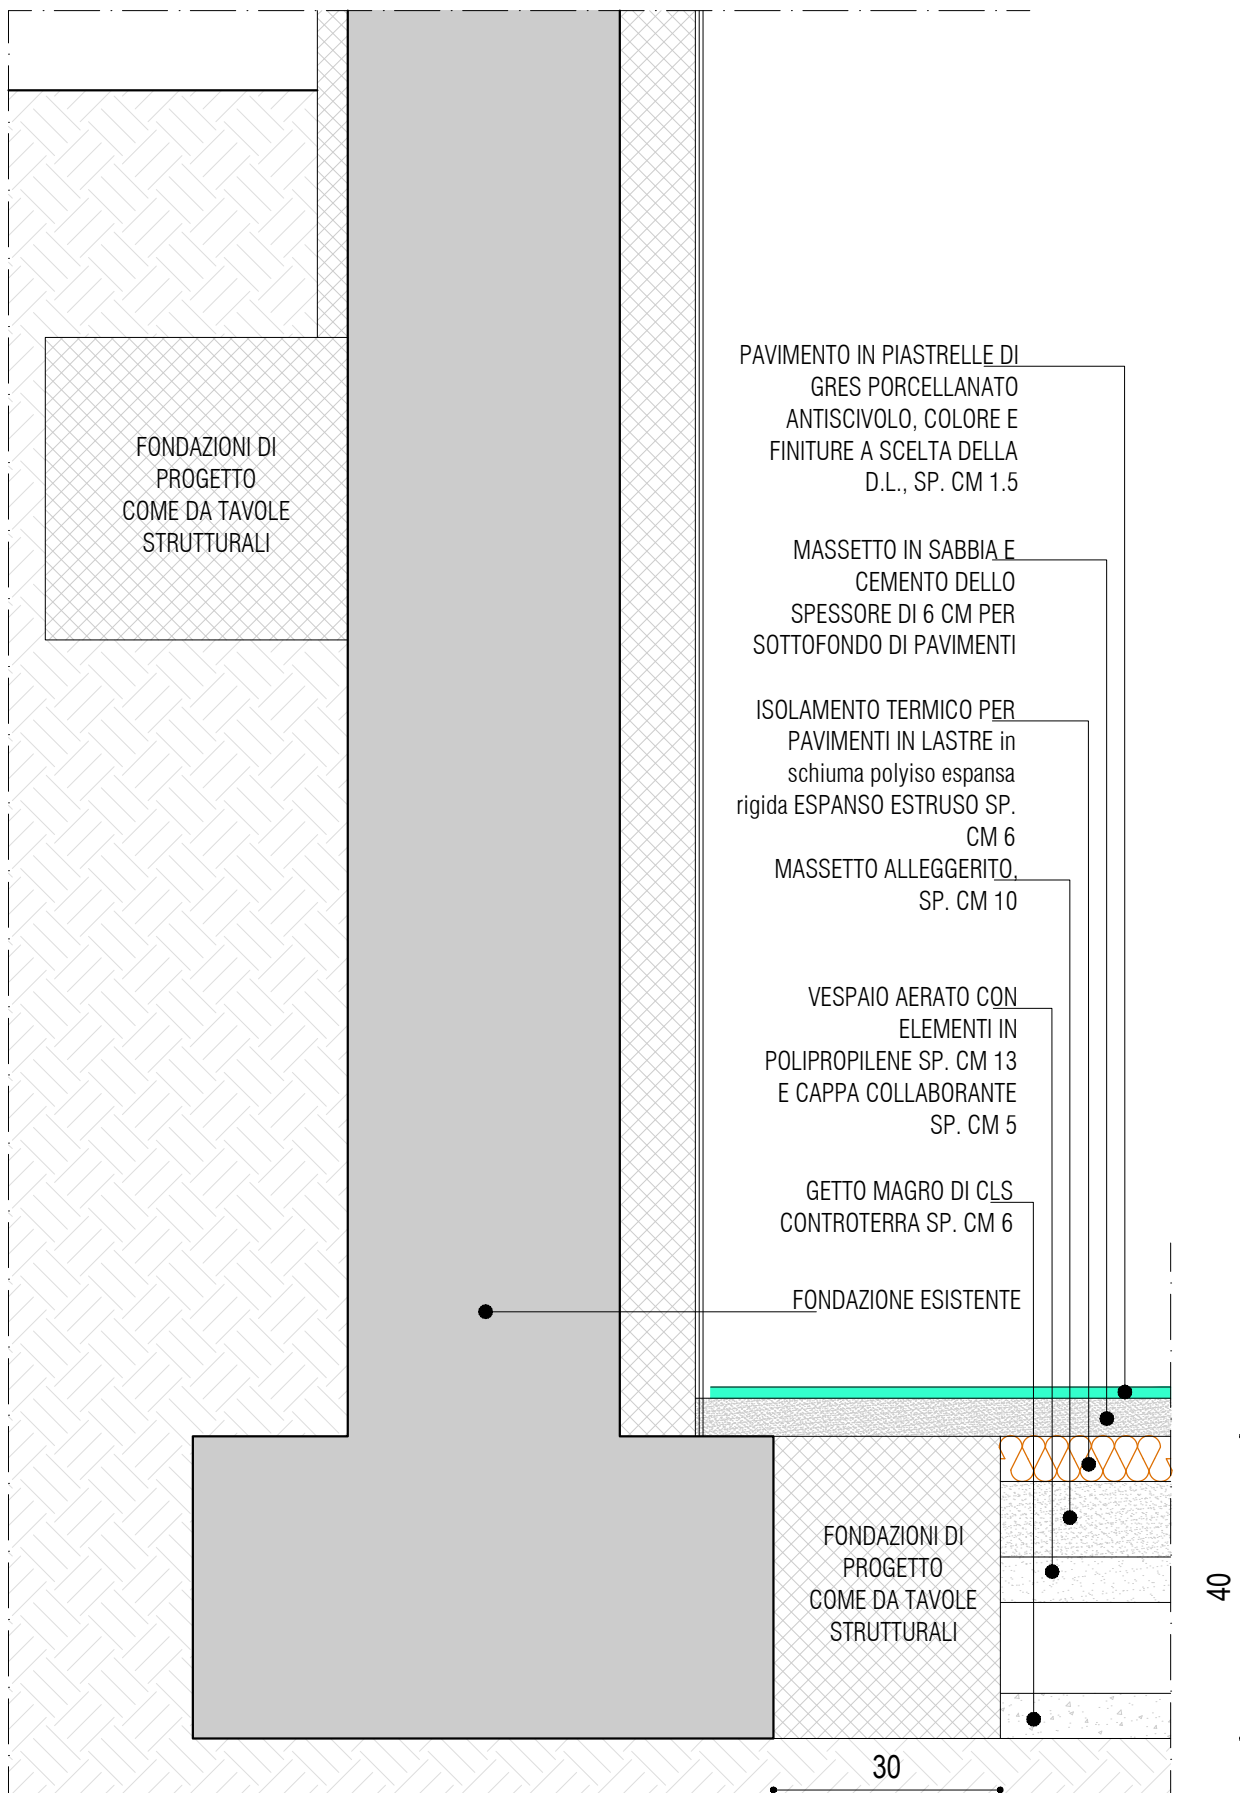 PAVIMENTO IN PIASTRELLE DI
GRES PORCELLANATO
ANTISCIVOLO, COLORE E
FINITURE A SCELTA DELLA
D.L., SP. CM 1.5
FONDAZIONI DI
PROGETTO
COME DA TAVOLE
STRUTTURALI
MASSETTO IN SABBIA E
CEMENTO DELLO
SPESSORE DI 6 CM PER
SOTTOFONDO DI PAVIMENTI
ISOLAMENTO TERMICO PER
PAVIMENTI IN LASTRE in
schiuma polyiso espansa
rigida ESPANSO ESTRUSO SP.
CM 6
MASSETTO ALLEGGERITO,
SP. CM 10
VESPAIO AERATO CON
ELEMENTI IN
POLIPROPILENE SP. CM 13
E CAPPA COLLABORANTE
SP. CM 5
GETTO MAGRO DI CLS
CONTROTERRA SP. CM 6
FONDAZIONE ESISTENTE
FONDAZIONI DI
PROGETTO
COME DA TAVOLE
STRUTTURALI
40
30